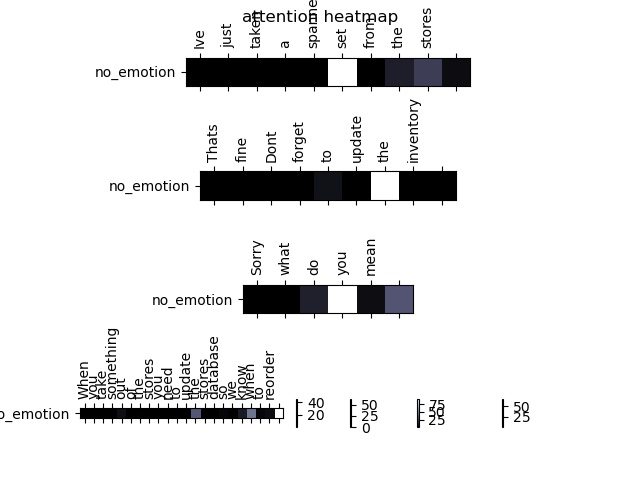 attention heatmap
Ive just taken a spanner set from the stores
no_emotion
Thats fine Dont forget to update the inventory
no_emotion
Sorry what do you mean
no_emotion
When you take something out of the stores you need to update the stores database so we know when to reorder
o_emotion
40 20
50 25 0
75 50 25
50 25